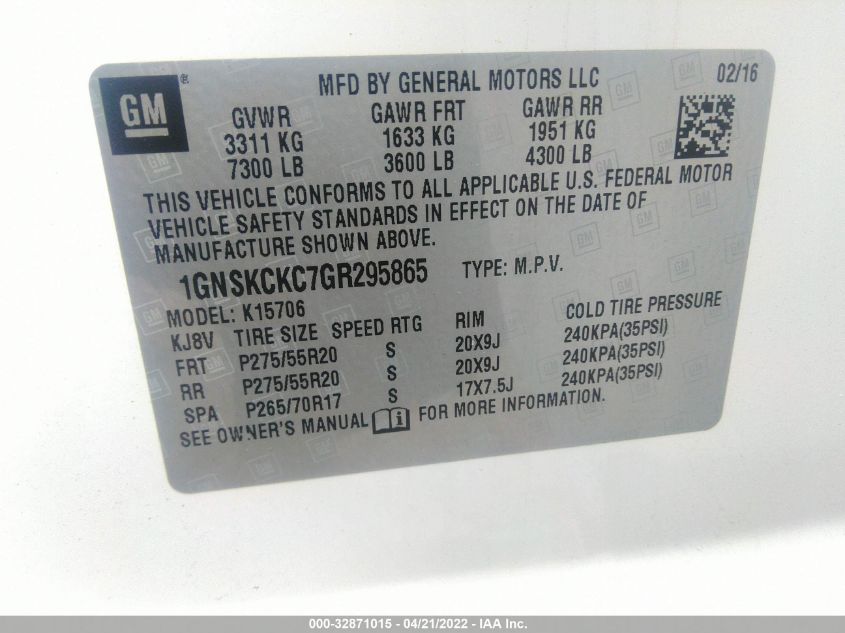 GM
MFD BY GENERAL MOTORS LLC 02/16
GVWR GAWR FRT GAWR RR
3311 KG 1633 KG 1951 KG
7300 LB 3600 LB 4300 LB
THIS VEHICLE CONFORMS TO ALL APPLICABLE U.S. FEDERAL MOTOR
VEHICLE SAFETY STANDARDS IN EFFECT ON THE DATE OF
MANUFACTURE SHOWN ABOVE.
1GNSKCKC7GR295865 TYPE: M.P.V.
MODEL: K15706
KJ8V TIRE SIZE SPEED RTG RIM COLD TIRE PRESSURE
FRT P275/55R20 S 20X9J 240KPA(35PSI)
RR P275/55R20 S 20X9J 240KPA(35PSI)
SPA P265/70R17 S 17X7.5J 240KPA(35PSI)
SEE OWNER'S MANUAL FOR MORE INFORMATION.
000-32871015 - 04/21/2022 - IAA Inc.